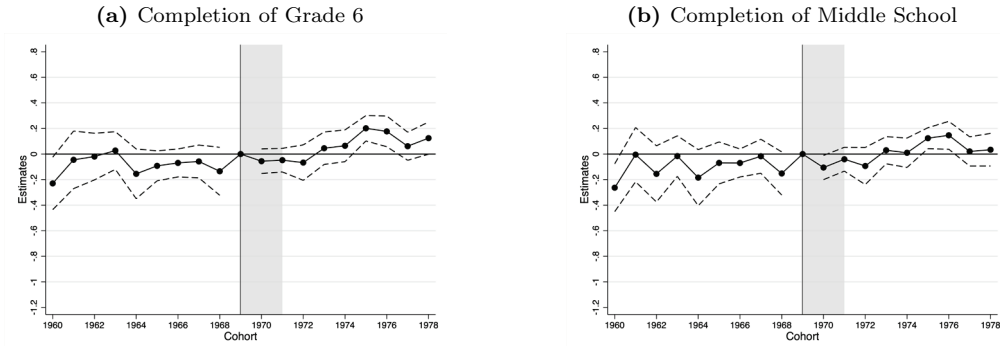 (a) Completion of Grade 6
.8
.6
.4
.2
0
-.2
-.4
-.6
-.8
-1
-1.2
Estimates
1960 1962 1964 1966 1968 1970 1972 1974 1976 1978
Cohort
(b) Completion of Middle School
.8
.6
.4
.2
0
-.2
-.4
-.6
-.8
-1
-1.2
Estimates
1960 1962 1964 1966 1968 1970 1972 1974 1976 1978
Cohort